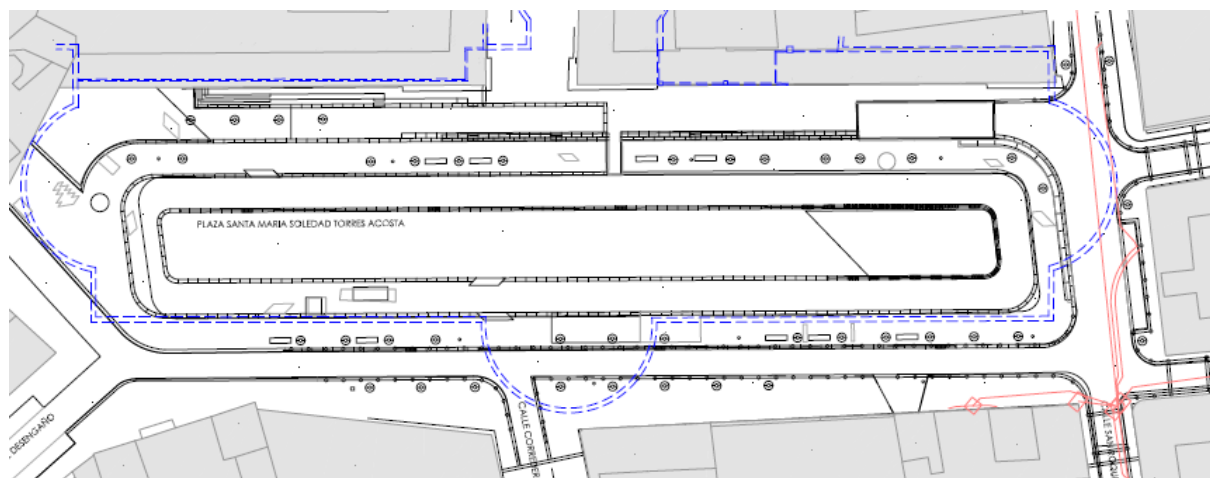 PLAZA SANTA MARIA SOLEDAD TORRES ACOSTA
DESENGAÑO
CALLE CORREDER